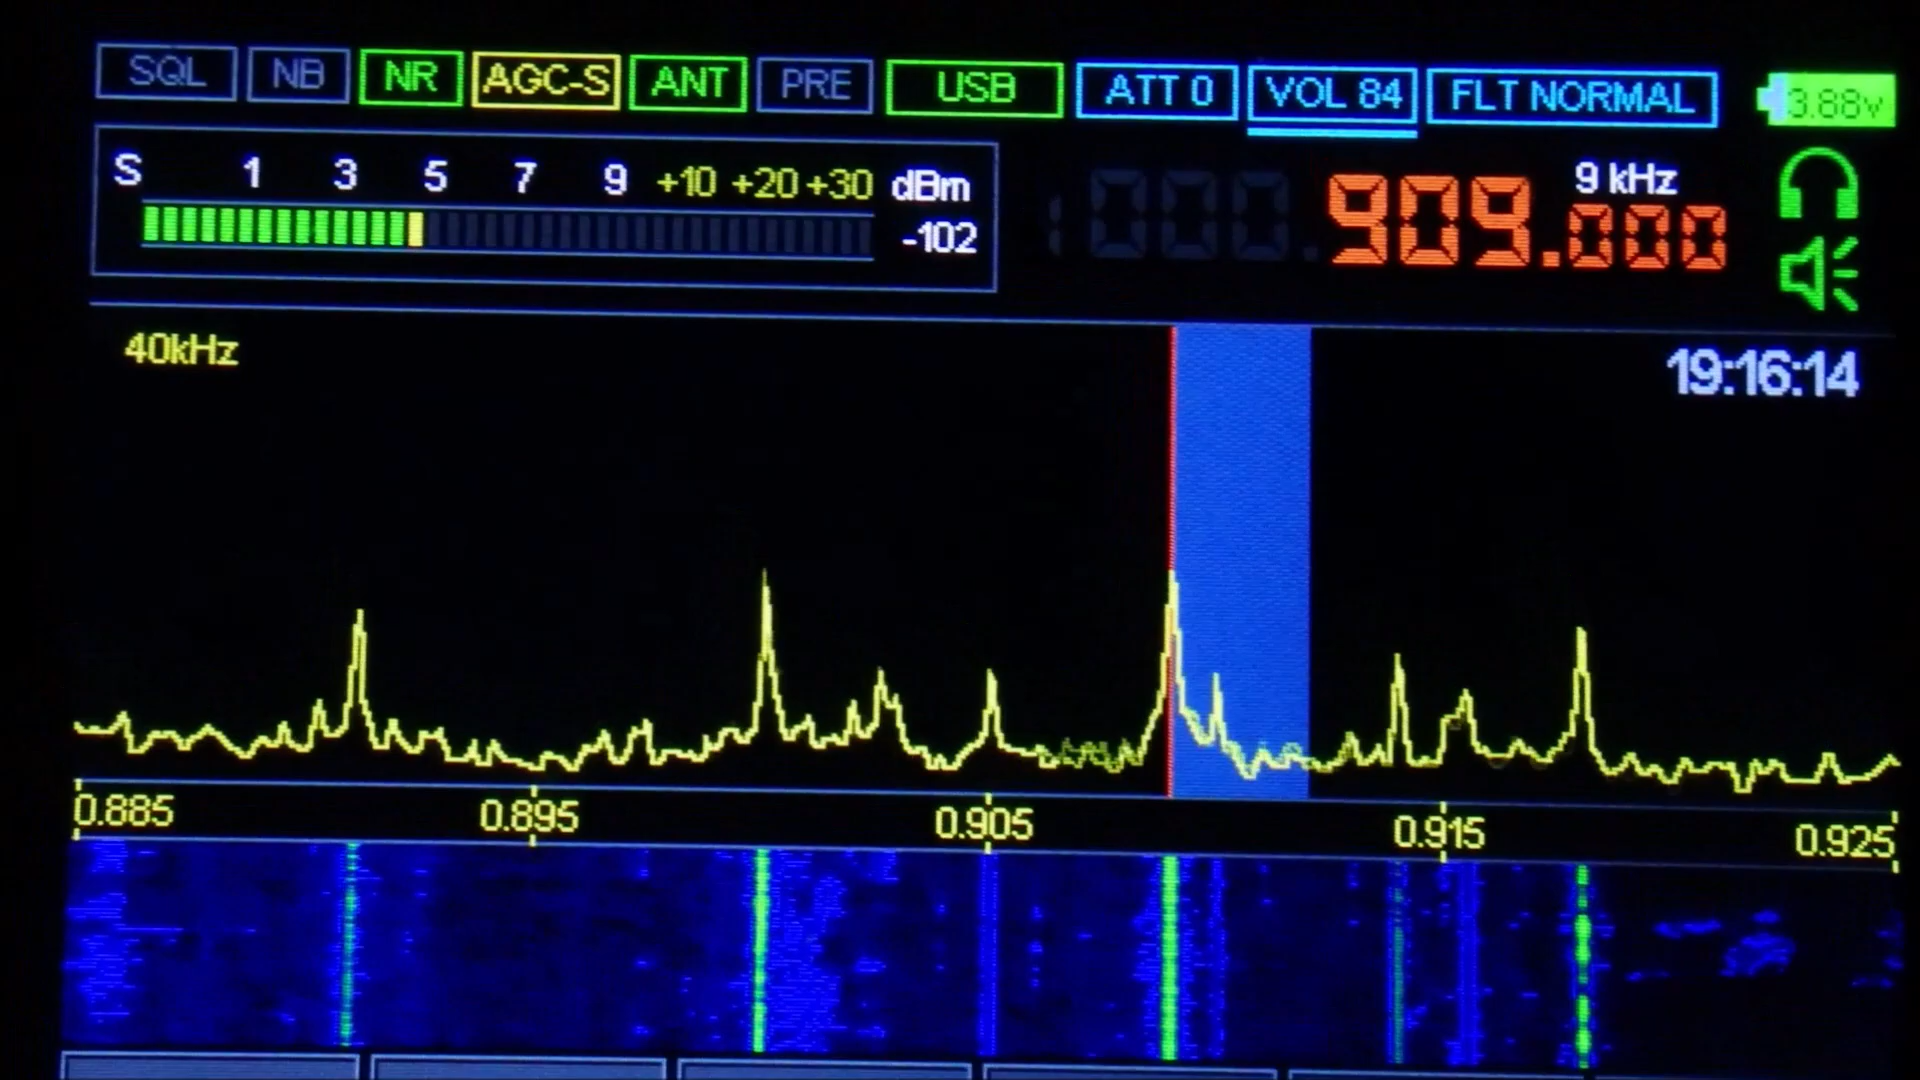 SQL NB NR AGC-S ANT PRE USB ATT 0 VOL 84 FLT NORMAL 3.88v
S 1 3 5 7 9 +10 +20 +30 dBm
-102
9 kHz
909.000
40kHz
19:16:14
0.885 0.895 0.905 0.915 0.925